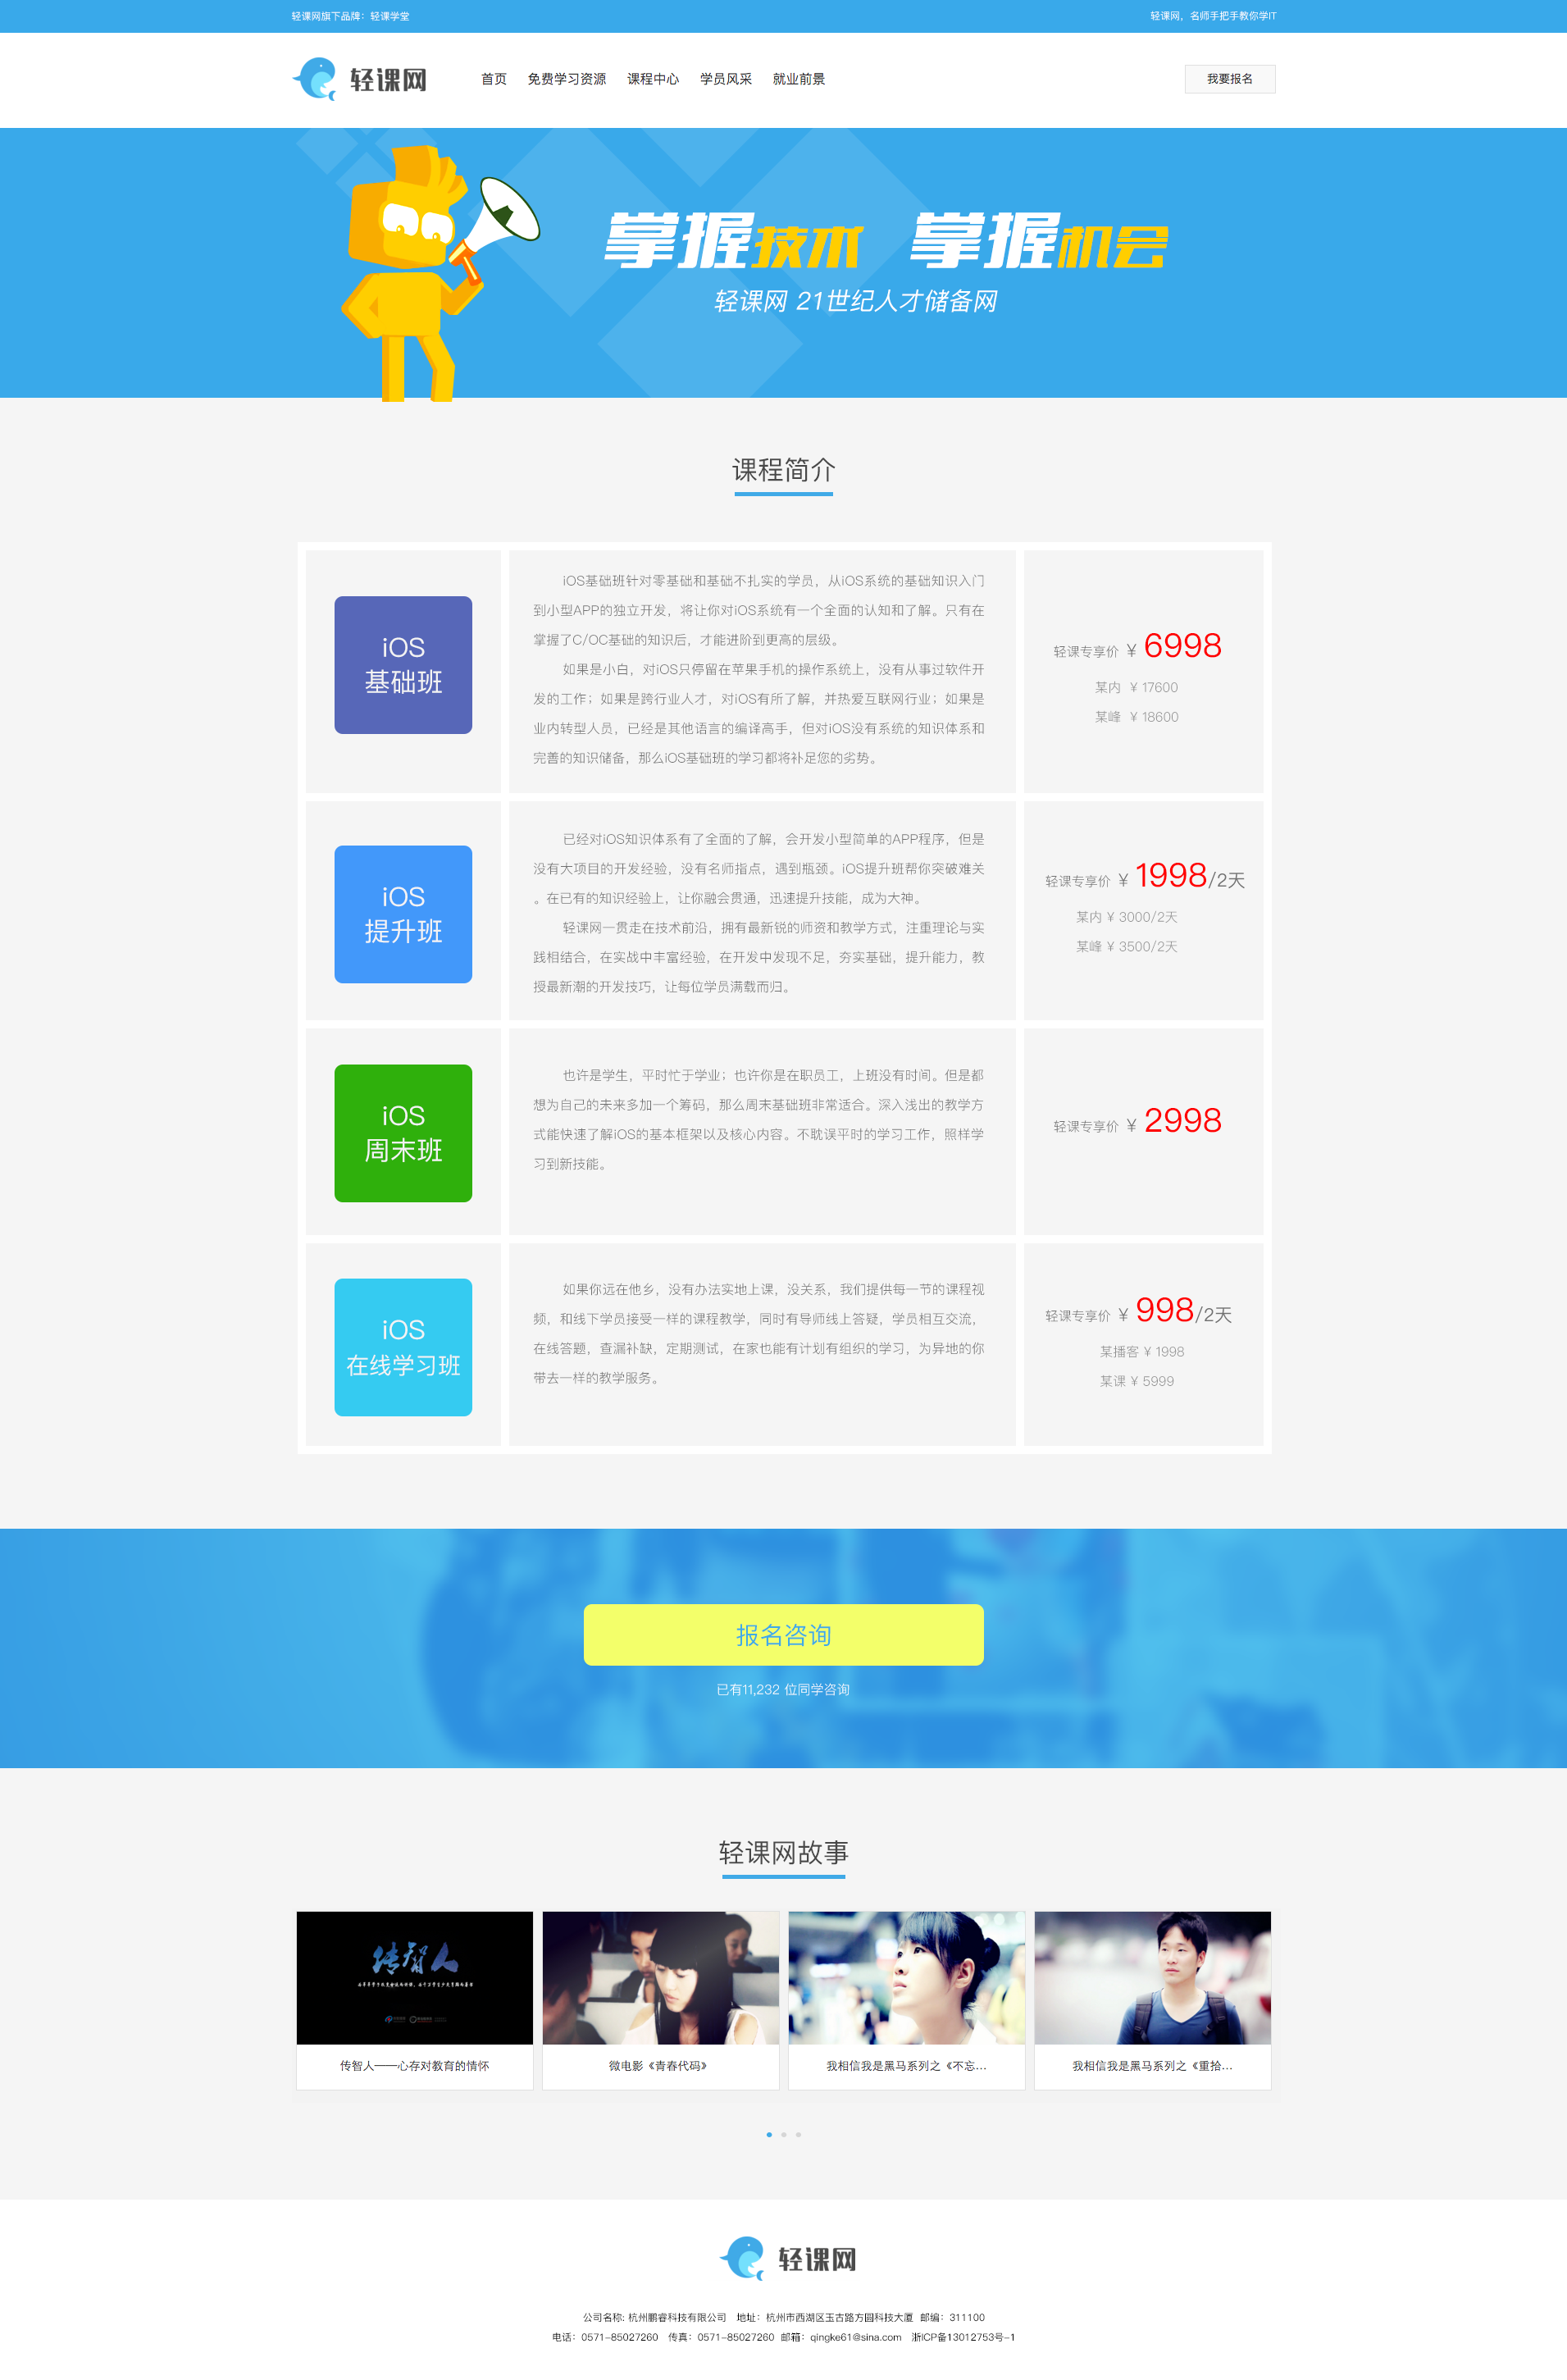 轻课网旗下品牌：轻课学堂
轻课网，名师手把手教你学IT
轻课网
首页 免费学习资源 课程中心 学员风采 就业前景
我要报名
掌握技术 掌握机会
轻课网 21世纪人才储备网
课程简介
iOS
基础班
iOS基础班针对零基础和基础不扎实的学员，从iOS系统的基础知识入门
到小型APP的独立开发，将让你对iOS系统有一个全面的认知和了解。只有在
掌握了C/OC基础的知识后，才能进阶到更高的层级。
如果是小白，对iOS只停留在苹果手机的操作系统上，没有从事过软件开
发的工作；如果是跨行业人才，对iOS有所了解，并热爱互联网行业；如果是
业内转型人员，已经是其他语言的编译高手，但对iOS没有系统的知识体系和
完善的知识储备，那么iOS基础班的学习都将补足您的劣势。
轻课专享价 ¥ 6998
某内 ¥ 17600
某峰 ¥ 18600
iOS
提升班
已经对iOS知识体系有了全面的了解，会开发小型简单的APP程序，但是
没有大项目的开发经验，没有名师指点，遇到瓶颈。iOS提升班帮你突破难关
。在已有的知识经验上，让你融会贯通，迅速提升技能，成为大神。
轻课网一贯走在技术前沿，拥有最新锐的师资和教学方式，注重理论与实
践相结合，在实战中丰富经验，在开发中发现不足，夯实基础，提升能力，教
授最新潮的开发技巧，让每位学员满载而归。
轻课专享价 ¥ 1998/2天
某内 ¥ 3000/2天
某峰 ¥ 3500/2天
iOS
周末班
也许是学生，平时忙于学业；也许你是在职员工，上班没有时间。但是都
想为自己的未来多加一个筹码，那么周末基础班非常适合。深入浅出的教学方
式能快速了解iOS的基本框架以及核心内容。不耽误平时的学习工作，照样学
习到新技能。
轻课专享价 ¥ 2998
iOS
在线学习班
如果你远在他乡，没有办法实地上课，没关系，我们提供每一节的课程视
频，和线下学员接受一样的课程教学，同时有导师线上答疑，学员相互交流，
在线答题，查漏补缺，定期测试，在家也能有计划有组织的学习，为异地的你
带去一样的教学服务。
轻课专享价 ¥ 998/2天
某播客 ¥ 1998
某课 ¥ 5999
报名咨询
已有11,232 位同学咨询
轻课网故事
传智人
传智人——心存对教育的情怀
微电影《青春代码》
我相信我是黑马系列之《不忘...
我相信我是黑马系列之《重拾...
轻课网
公司名称: 杭州鹏睿科技有限公司 地址：杭州市西湖区玉古路方圆科技大厦 邮编：311100
电话：0571-85027260 传真：0571-85027260 邮箱：qingke61@sina.com 浙ICP备13012753号-1